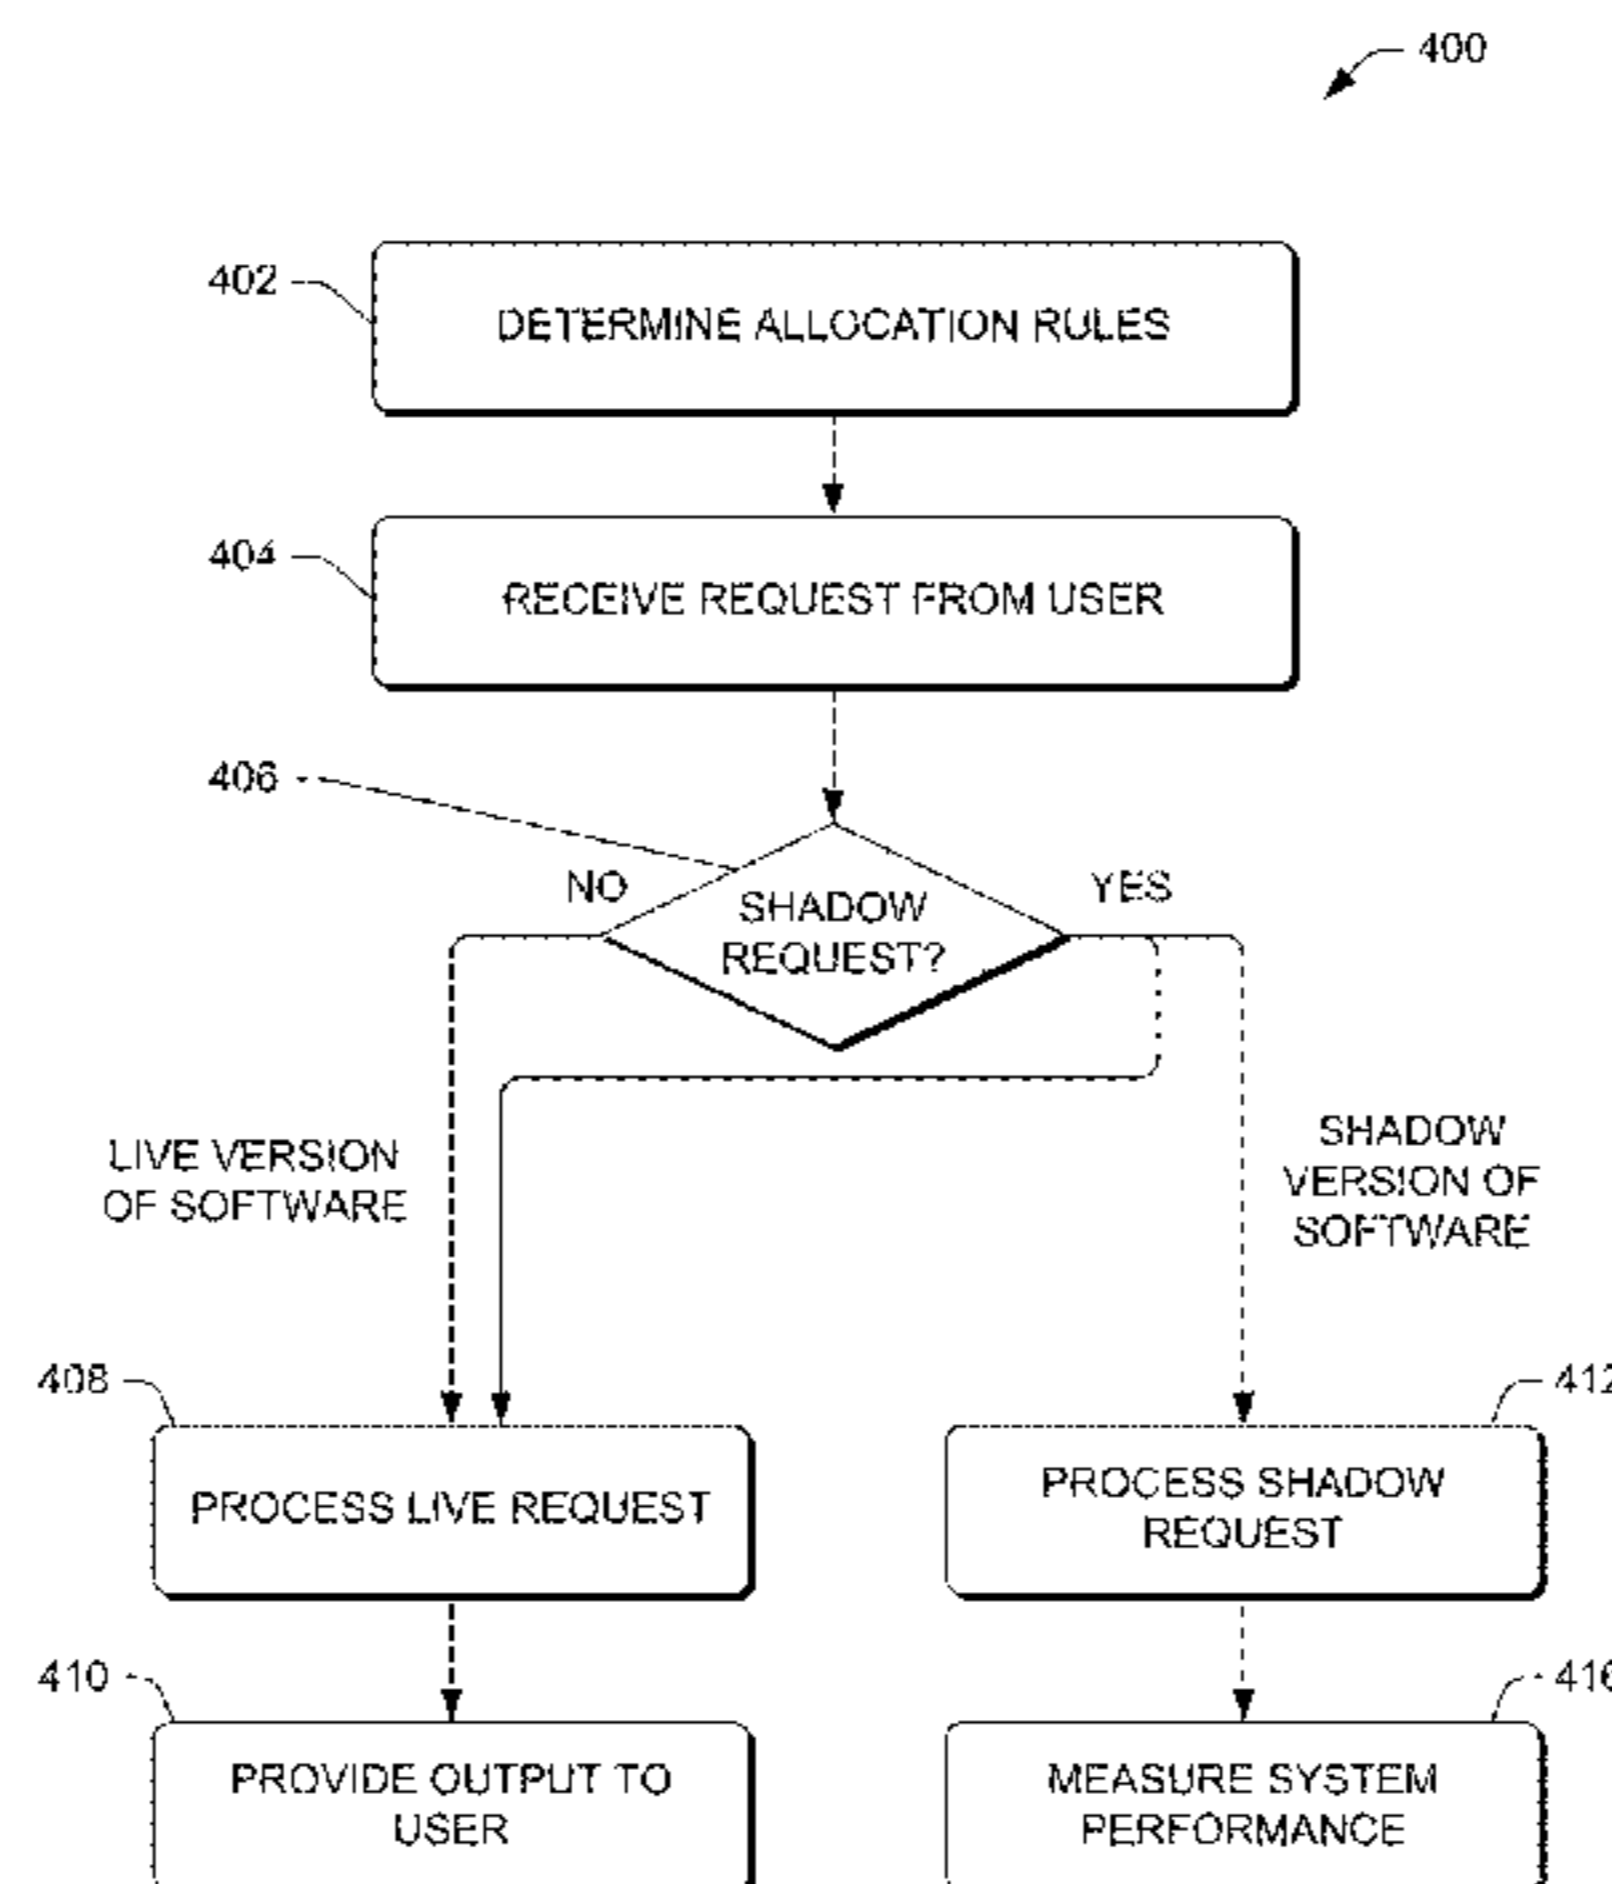 400
402
DETERMINE ALLOCATION RULES
404
RECEIVE REQUEST FROM USER
406
NO
YES
SHADOW
REQUEST?
LIVE VERSION
OF SOFTWARE
SHADOW
VERSION OF
SOFTWARE
408
412
PROCESS LIVE REQUEST
PROCESS SHADOW
REQUEST
410
416
PROVIDE OUTPUT TO
USER
MEASURE SYSTEM
PERFORMANCE